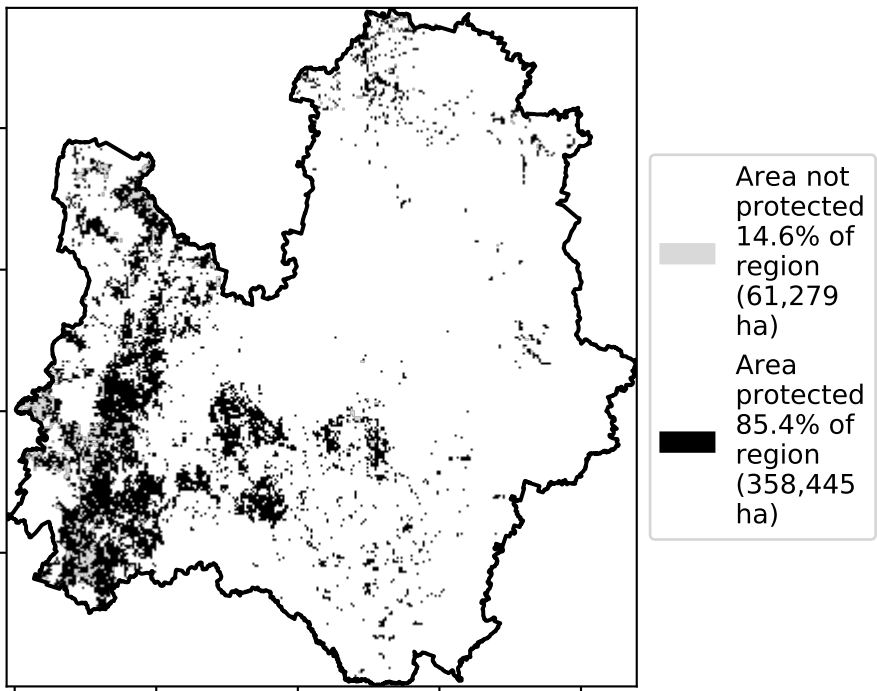 Area not
protected
14.6% of
region
(61,279
ha)
Area
protected
85.4% of
region
(358,445
ha)